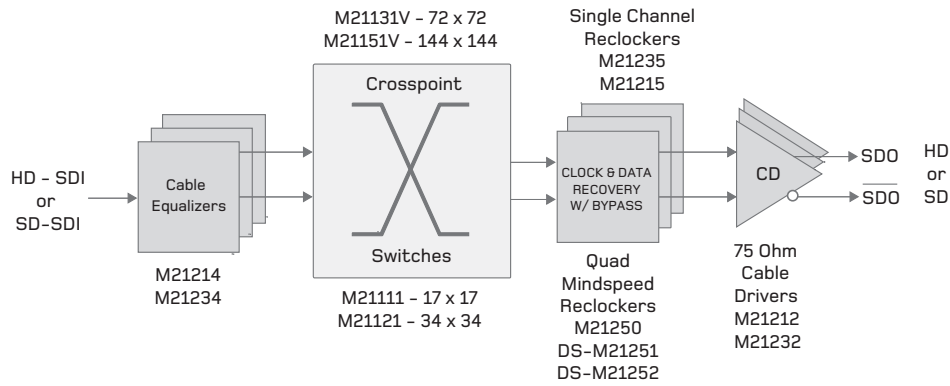 M21131V – 72 x 72
M21151V – 144 x 144
Single Channel
Reclockers
M21235
M21215
Crosspoint
HD – SDI
or
SD–SDI
Cable
Equalizers
CLOCK & DATA
RECOVERY
W/ BYPASS
CD
SDO
SDO
HD
or
SD
Switches
M21214
M21234
M21111 – 17 x 17
M21121 – 34 x 34
Quad
Mindspeed
Reclockers
M21250
DS–M21251
DS–M21252
75 Ohm
Cable
Drivers
M21212
M21232